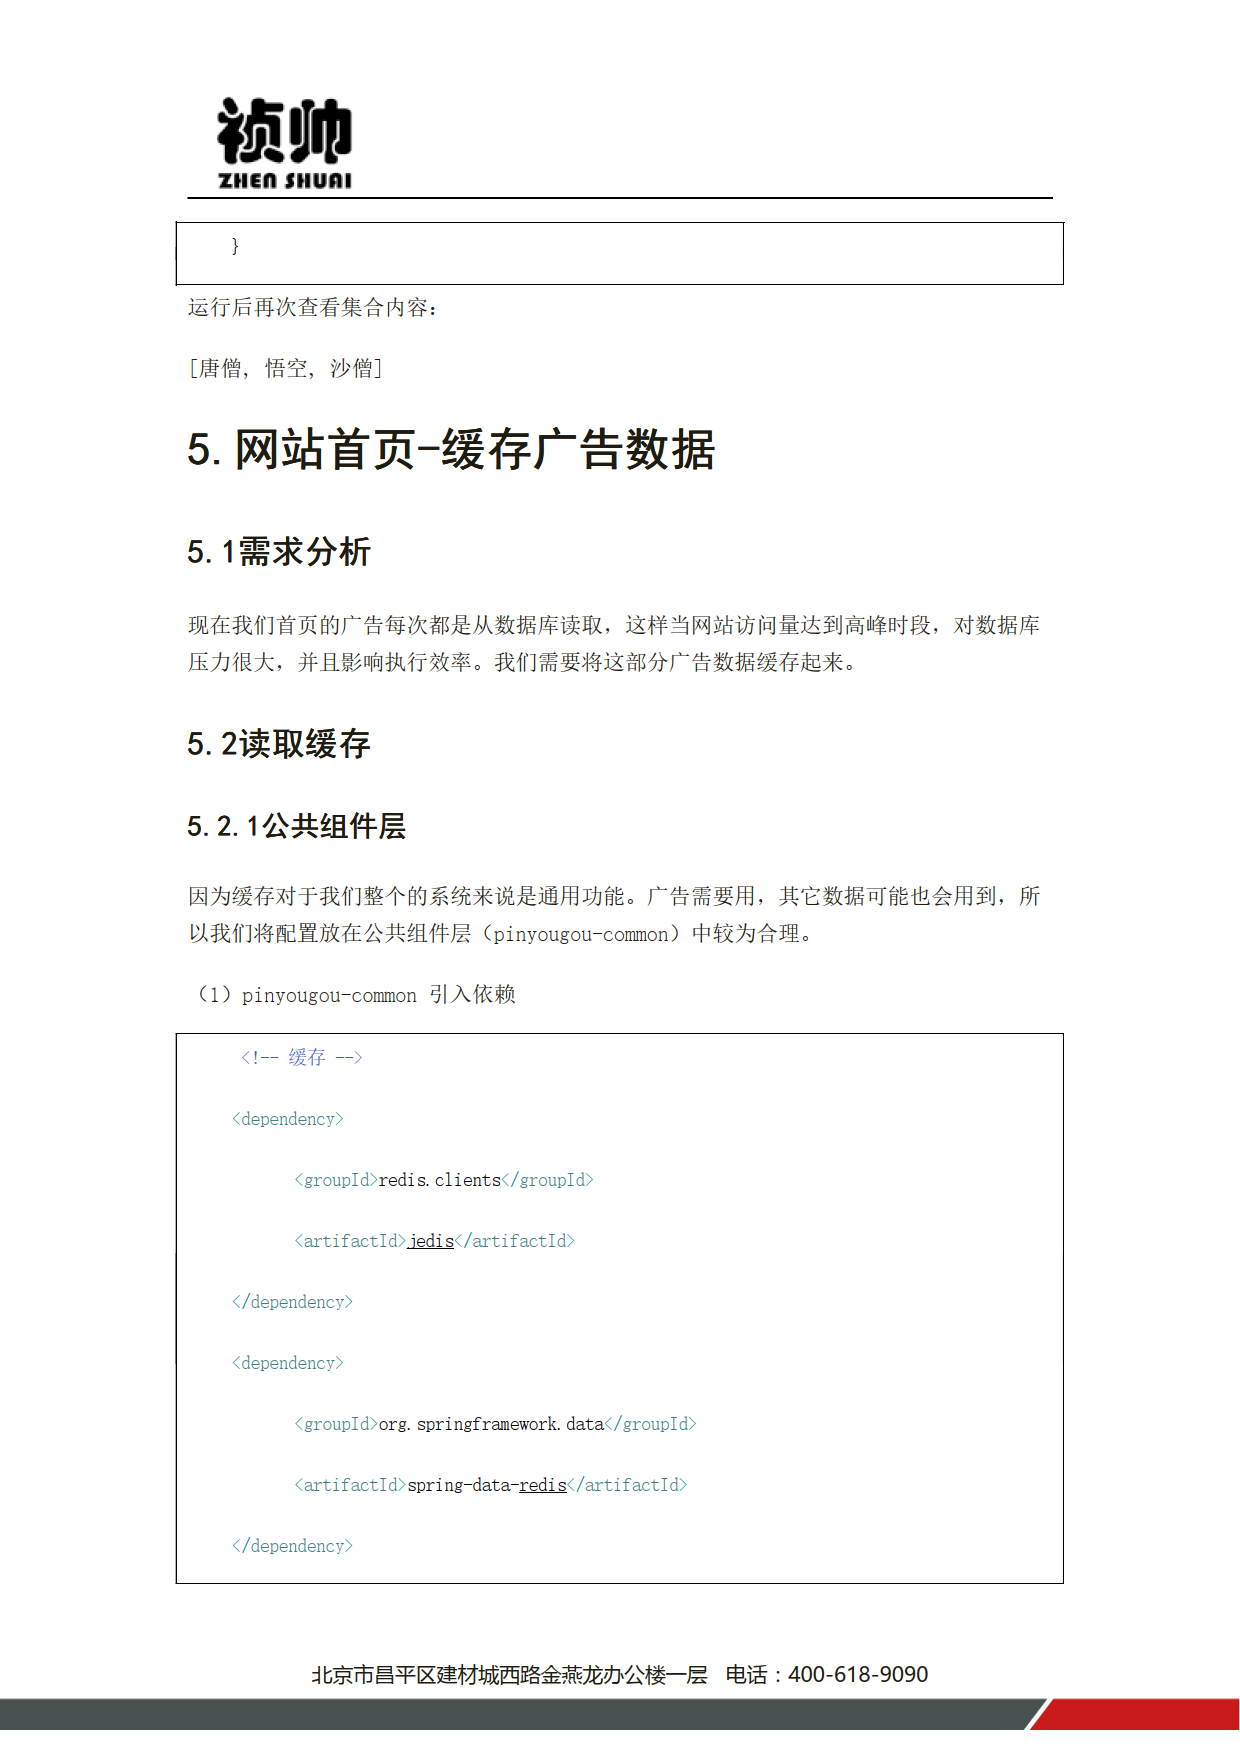 祯帅
ZHEN SHUAI
}
运行后再次查看集合内容：
[唐僧, 悟空, 沙僧]
5.网站首页-缓存广告数据
5.1需求分析
现在我们首页的广告每次都是从数据库读取，这样当网站访问量达到高峰时段，对数据库
压力很大，并且影响执行效率。我们需要将这部分广告数据缓存起来。
5.2读取缓存
5.2.1公共组件层
因为缓存对于我们整个的系统来说是通用功能。广告需要用，其它数据可能也会用到，所
以我们将配置放在公共组件层（pinyougou-common）中较为合理。
（1）pinyougou-common 引入依赖
<!-- 缓存 -->
<dependency>
<groupId>redis.clients</groupId>
<artifactId>jedis</artifactId>
</dependency>
<dependency>
<groupId>org.springframework.data</groupId>
<artifactId>spring-data-redis</artifactId>
</dependency>
北京市昌平区建材城西路金燕龙办公楼一层 电话：400-618-9090